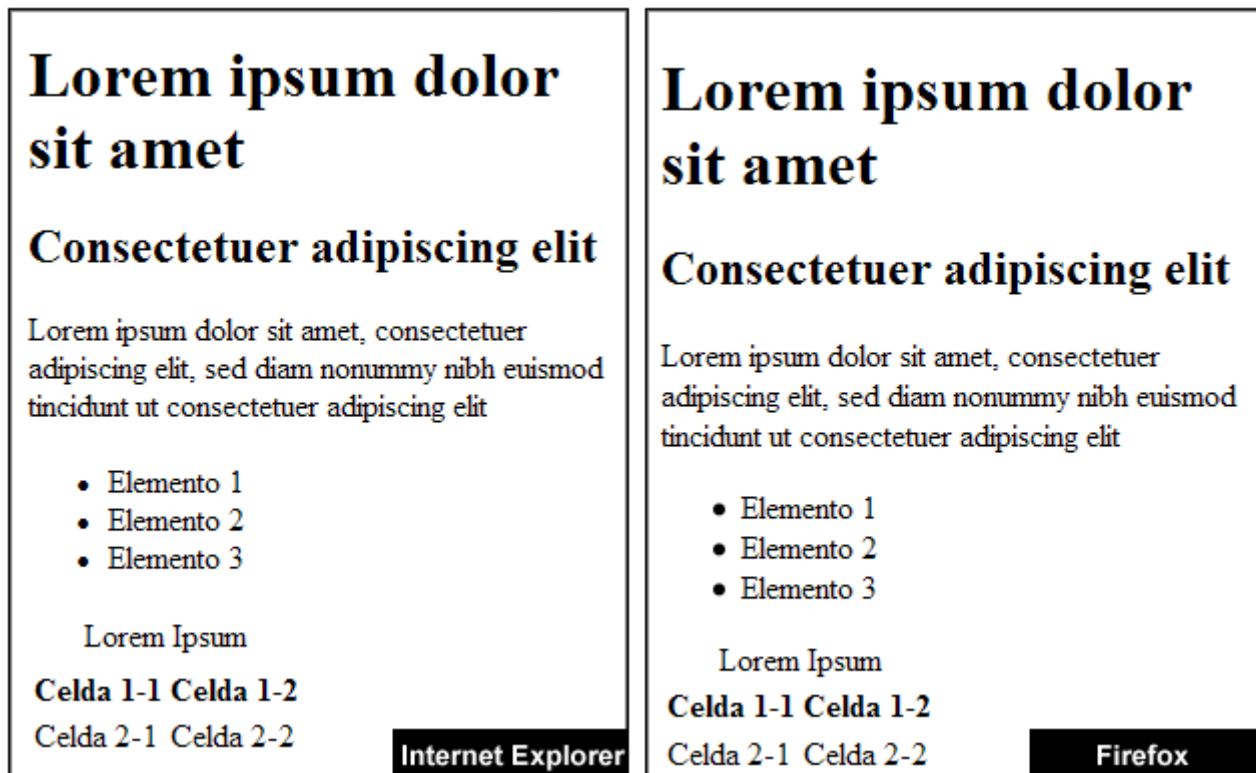 Lorem ipsum dolor
sit amet
Consectetuer adipiscing elit
Lorem ipsum dolor sit amet, consectetuer
adipiscing elit, sed diam nonummy nibh euismod
tincidunt ut consectetuer adipiscing elit
• Elemento 1
• Elemento 2
• Elemento 3
Lorem Ipsum
Celda 1-1 Celda 1-2
Celda 2-1 Celda 2-2
Internet Explorer
Lorem ipsum dolor
sit amet
Consectetuer adipiscing elit
Lorem ipsum dolor sit amet, consectetuer
adipiscing elit, sed diam nonummy nibh euismod
tincidunt ut consectetuer adipiscing elit
• Elemento 1
• Elemento 2
• Elemento 3
Lorem Ipsum
Celda 1-1 Celda 1-2
Celda 2-1 Celda 2-2
Firefox